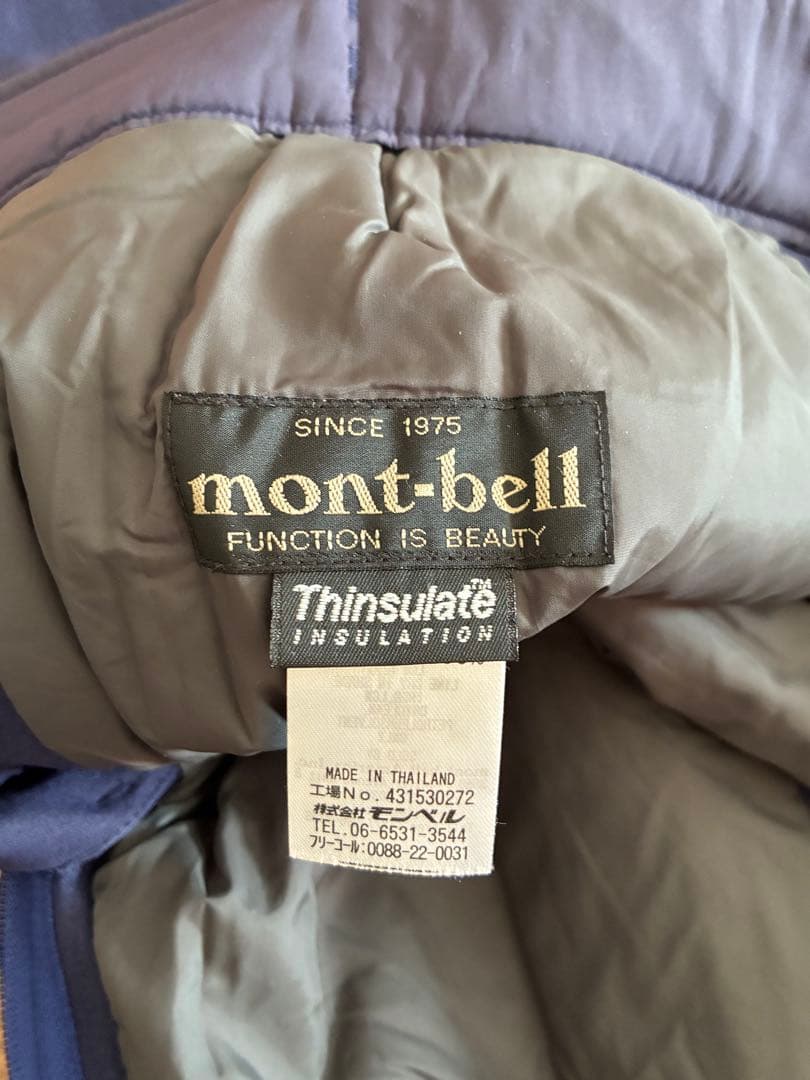 SINCE 1975
mont-bell
FUNCTION IS BEAUTY
Thinsulate™
INSULATION
MADE IN THAILAND
工場No.431530272
株式会社モンベル
TEL.06-6531-3544
フリーコール:0088-22-0031